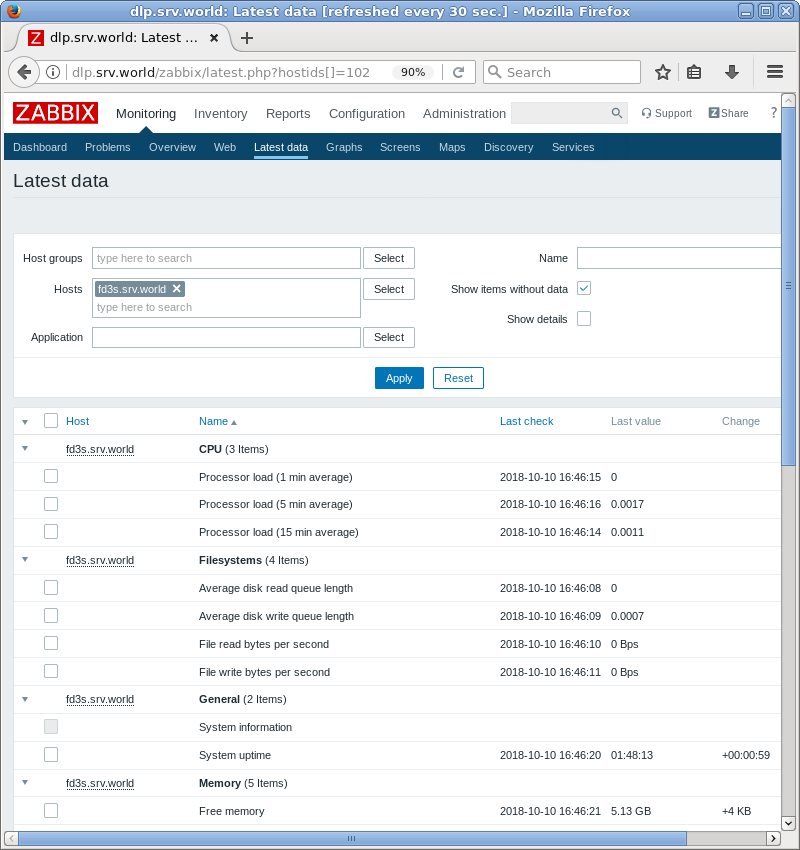 dlp.srv.world: Latest data [refreshed every 30 sec.] - Mozilla Firefox
dlp.srv.world: Latest ...
dlp.srv.world/zabbix/latest.php?hostids[]=102 90% Search
ZABBIX Monitoring Inventory Reports Configuration Administration Support Z Share ?
Dashboard Problems Overview Web Latest data Graphs Screens Maps Discovery Services
Latest data
Host groups type here to search Select Name
Hosts fd3s.srv.world Select Show items without data
type here to search
Show details
Application Select
Apply Reset
Host Name Last check Last value Change
fd3s.srv.world CPU (3 Items)
Processor load (1 min average) 2018-10-10 16:46:15 0
Processor load (5 min average) 2018-10-10 16:46:16 0.0017
Processor load (15 min average) 2018-10-10 16:46:14 0.0011
fd3s.srv.world Filesystems (4 Items)
Average disk read queue length 2018-10-10 16:46:08 0
Average disk write queue length 2018-10-10 16:46:09 0.0007
File read bytes per second 2018-10-10 16:46:10 0 Bps
File write bytes per second 2018-10-10 16:46:11 0 Bps
fd3s.srv.world General (2 Items)
System information
System uptime 2018-10-10 16:46:20 01:48:13 +00:00:59
fd3s.srv.world Memory (5 Items)
Free memory 2018-10-10 16:46:21 5.13 GB +4 KB